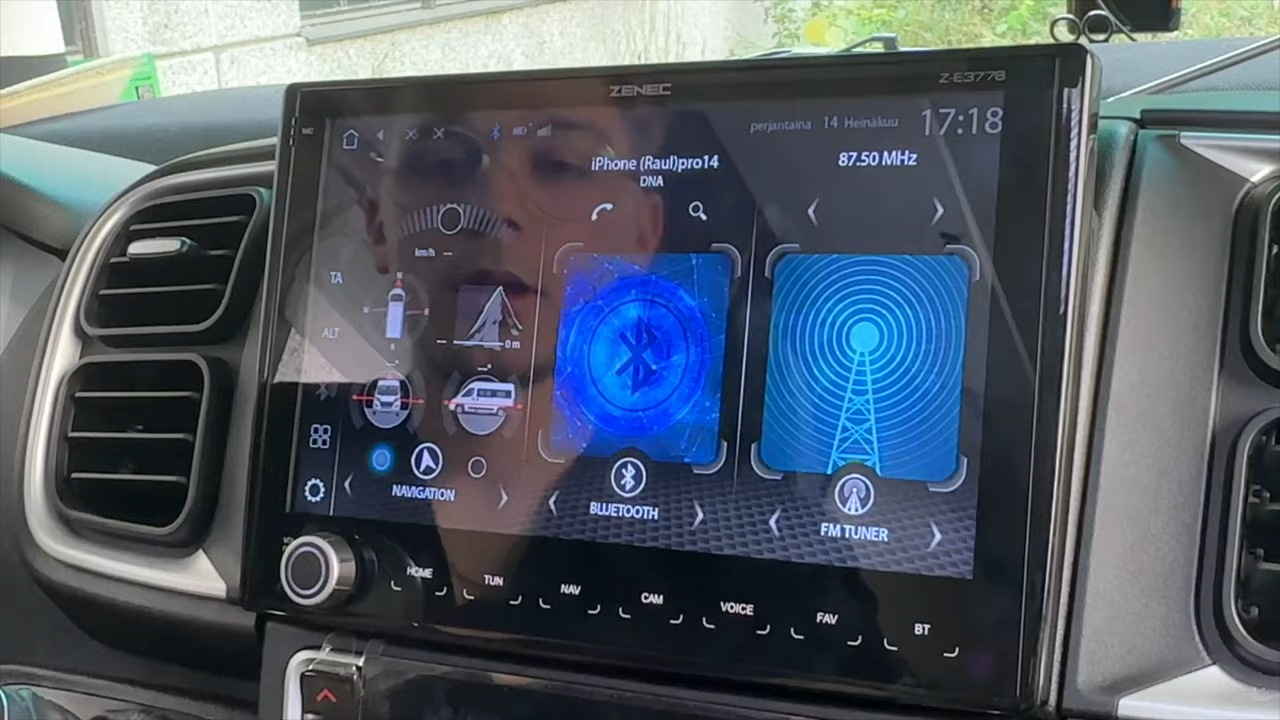 ZENEC
Z-E3778
perjantaina 14 Heinäkuu 17:18
iPhone (Raul)pro14
DNA
87.50 MHz
km/h --
TA
N
S
ALT
-- 0 m
NAVIGATION
BLUETOOTH
FM TUNER
HOME
TUN
NAV
CAM
VOICE
FAV
BT